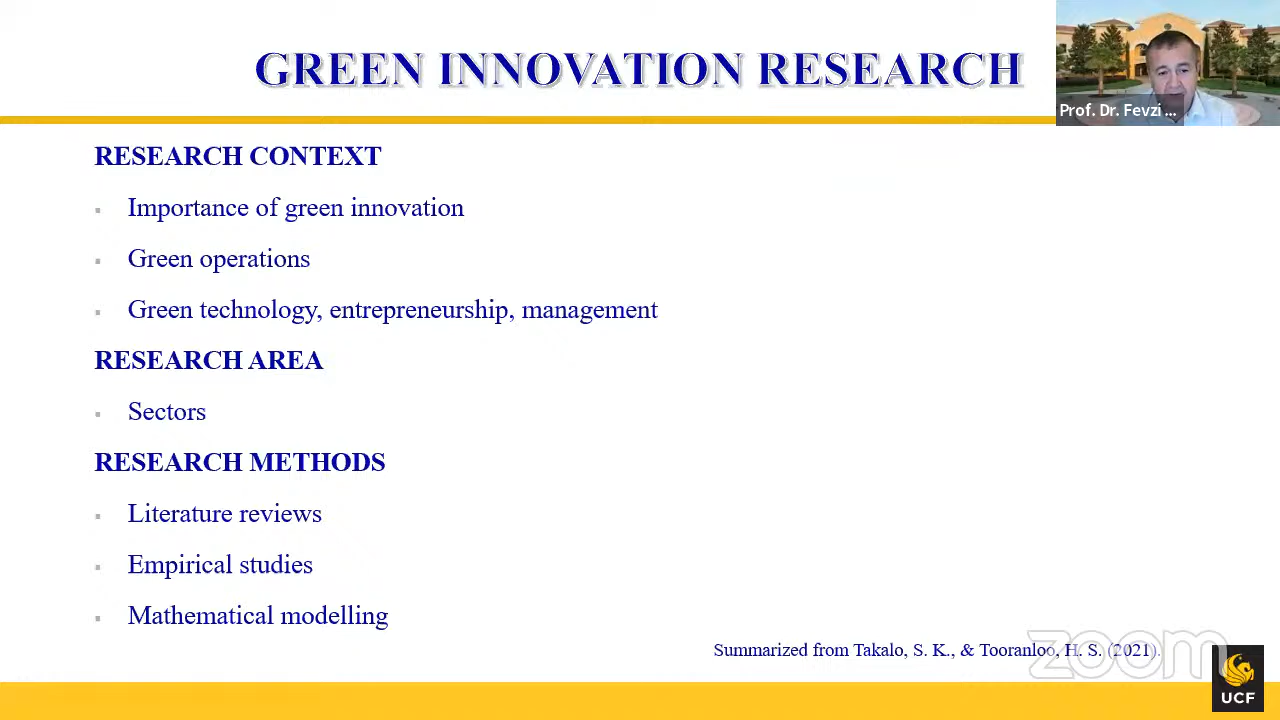 GREEN INNOVATION RESEARCH
Prof. Dr. Fevzi ...
RESEARCH CONTEXT
Importance of green innovation
Green operations
Green technology, entrepreneurship, management
RESEARCH AREA
Sectors
RESEARCH METHODS
Literature reviews
Empirical studies
Mathematical modelling
Summarized from Takalo, S. K., & Tooranloo, H. S. (2021).
zoom
UCF